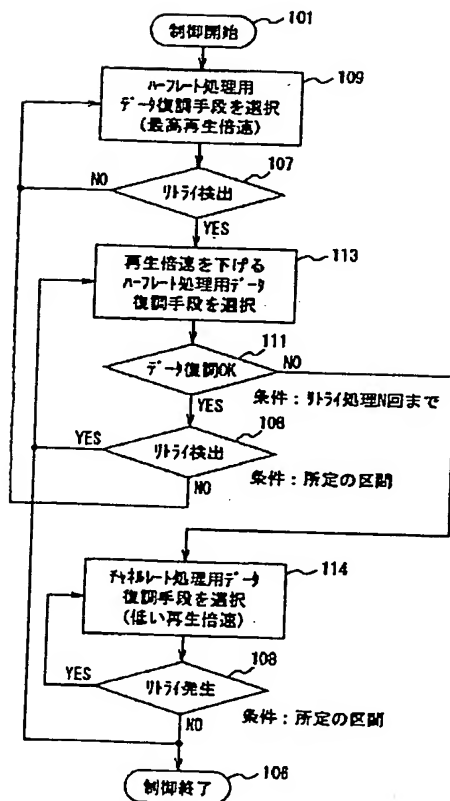 制御開始
101
ハーフレート処理用
データ復調手段を選択
(最高再生倍速)
109
リトライ検出
107
NO
YES
再生倍速を下げる
ハーフレート処理用データ
復調手段を選択
113
データ復調OK
111
NO
YES
条件:リトライ処理N回まで
リトライ検出
108
YES
NO
条件:所定の区間
チャネルレート処理用データ
復調手段を選択
(低い再生倍速)
114
リトライ発生
108
YES
NO
条件:所定の区間
制御終了
106